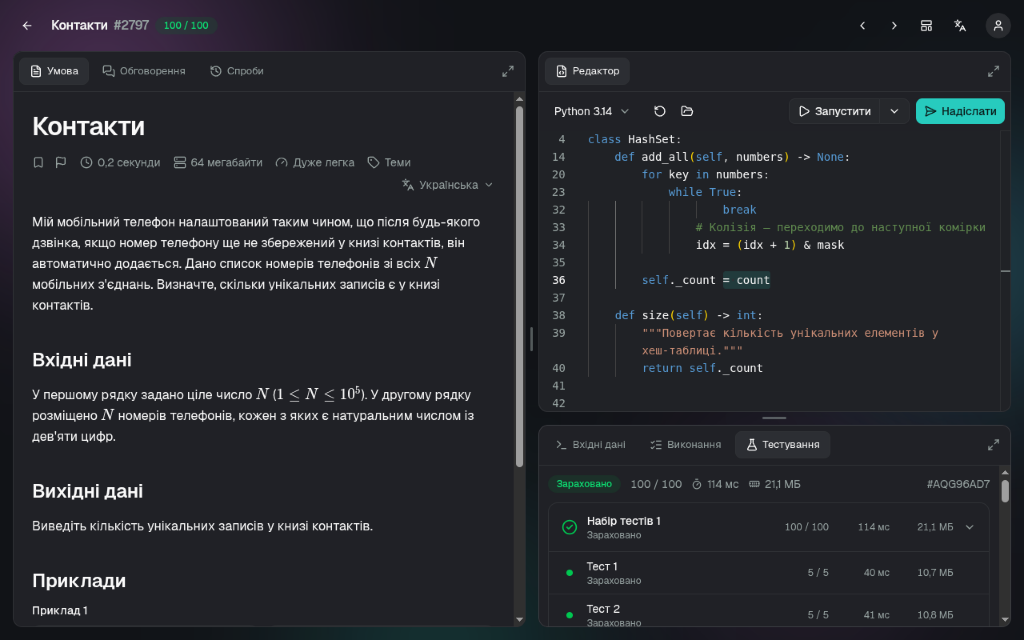 Контакти #2797 100 / 100
Умова Обговорення Спроби
Контакти
0,2 секунди 64 мегабайти Дуже легка Теми
Українська
Мій мобільний телефон налаштований таким чином, що після будь-якого
дзвінка, якщо номер телефону ще не збережений у книзі контактів, він
автоматично додається. Дано список номерів телефонів зі всіх N
мобільних з'єднань. Визначте, скільки унікальних записів є у книзі
контактів.
Вхідні дані
У першому рядку задано ціле число N (1 ≤ N ≤ 10⁵). У другому рядку
розміщено N номерів телефонів, кожен з яких є натуральним числом із
дев'яти цифр.
Вихідні дані
Виведіть кількість унікальних записів у книзі контактів.
Приклади
Приклад 1
Редактор
Python 3.14 Запустити Надіслати
4 class HashSet:
14 def add_all(self, numbers) -> None:
20 for key in numbers:
23 while True:
32 break
33 # Колізія — переходимо до наступної комірки
34 idx = (idx + 1) & mask
35
36 self._count = count
37
38 def size(self) -> int:
39 """Повертає кількість унікальних елементів у
хеш-таблиці."""
40 return self._count
41
42
Вхідні дані Виконання Тестування
Зараховано 100 / 100 114 мс 21,1 МБ #AQG96AD7
Набір тестів 1 100 / 100 114 мс 21,1 МБ
Зараховано
Тест 1 5 / 5 40 мс 10,7 МБ
Зараховано
Тест 2 5 / 5 41 мс 10,8 МБ
Зараховано